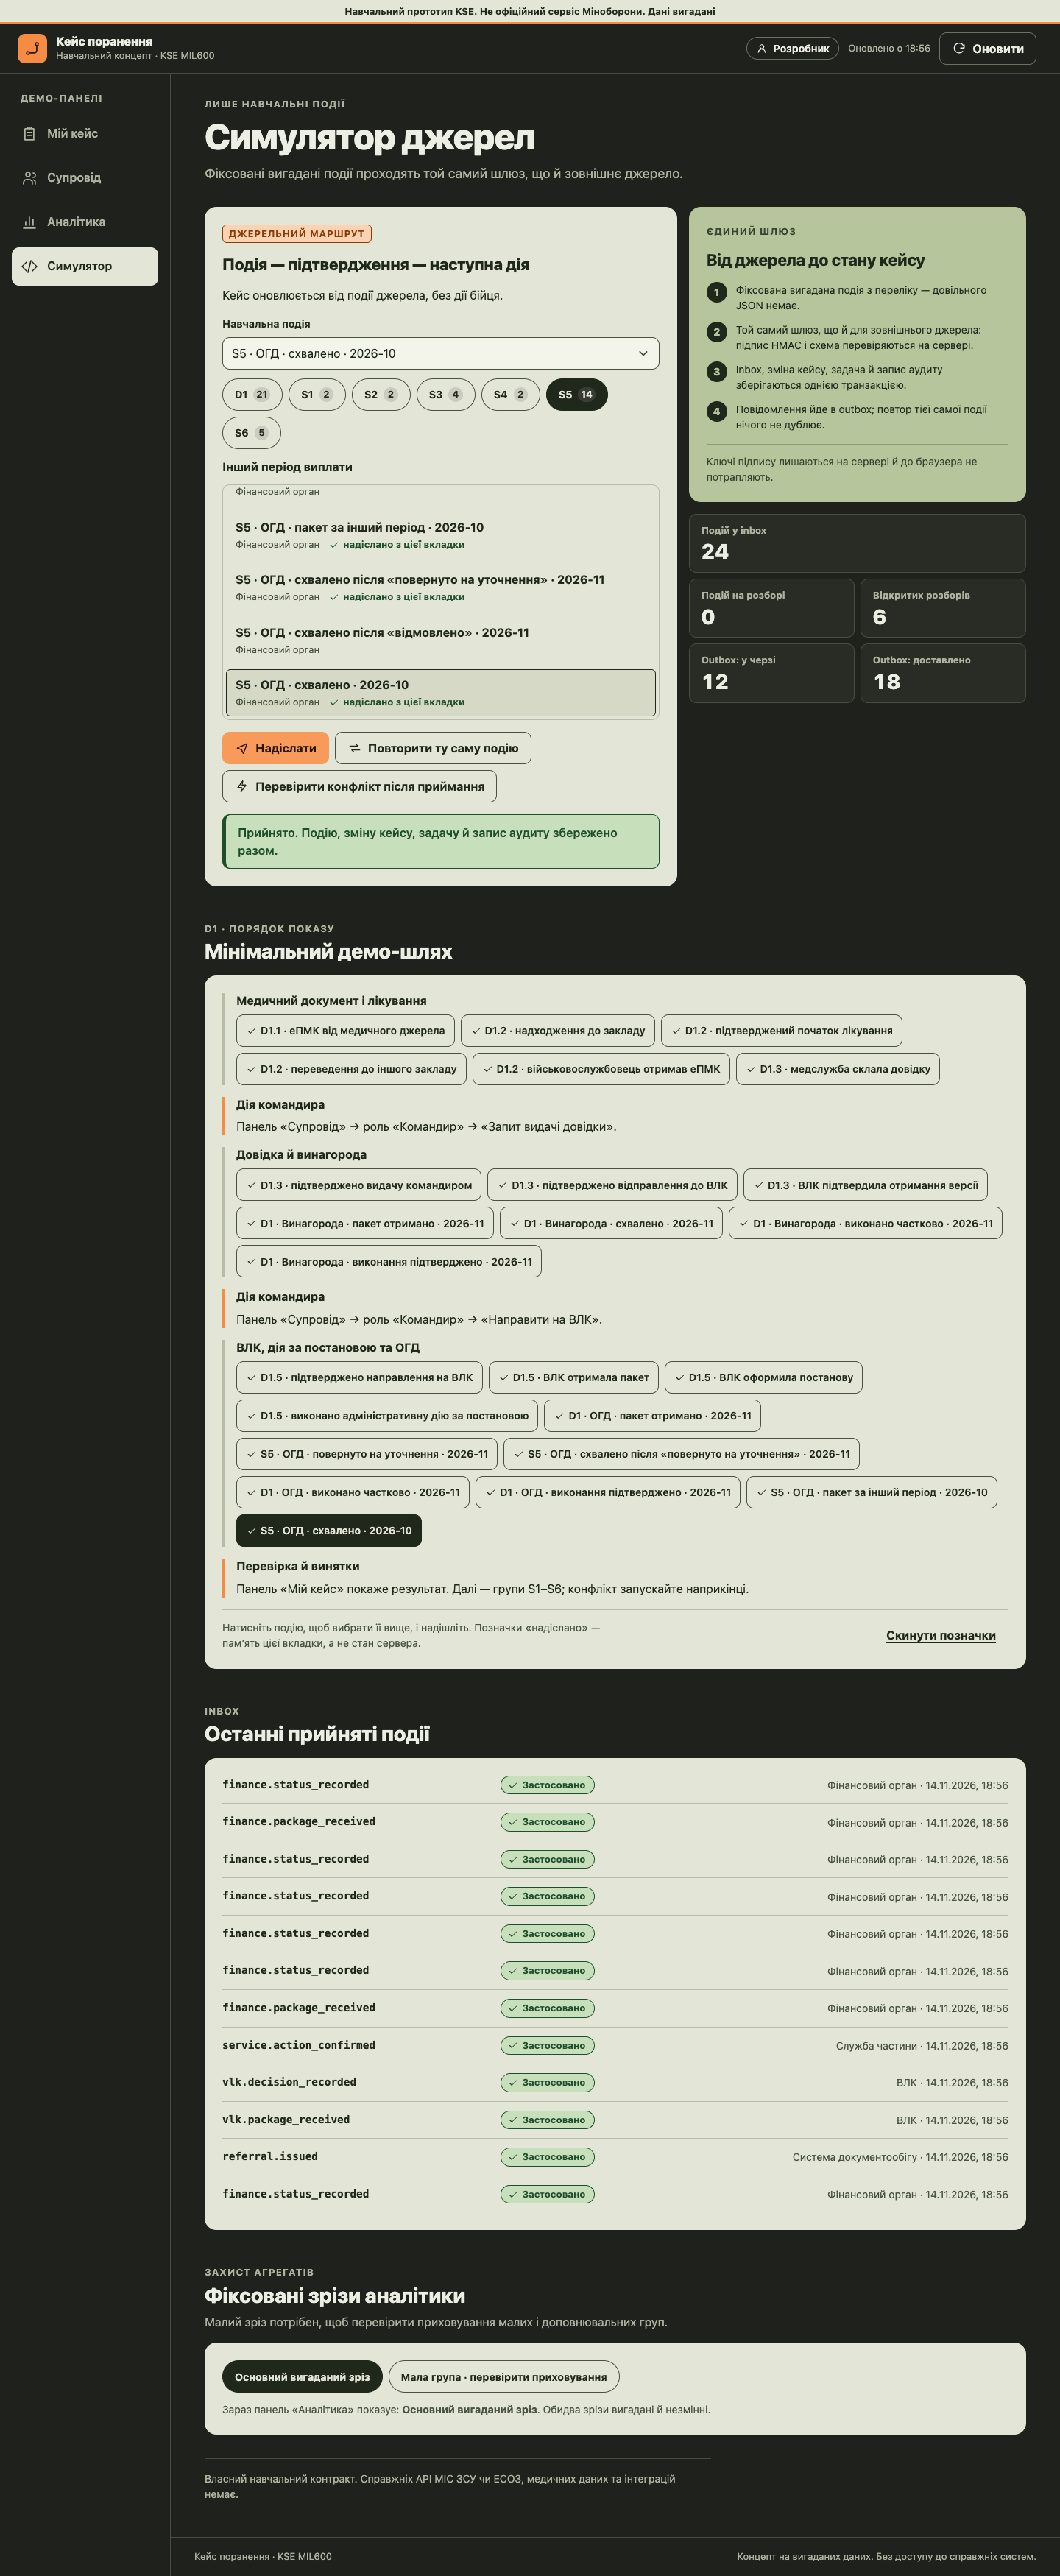 Навчальний прототип KSE. Не офіційний сервіс Міноборони. Дані вигадані
Кейс поранення
Навчальний концепт · KSE MIL600
Розробник
Оновлено о 18:56
Оновити
ДЕМО-ПАНЕЛІ
Мій кейс
Супровід
Аналітика
Симулятор
ЛИШЕ НАВЧАЛЬНІ ПОДІЇ
Симулятор джерел
Фіксовані вигадані події проходять той самий шлюз, що й зовнішнє джерело.
ДЖЕРЕЛЬНИЙ МАРШРУТ
Подія — підтвердження — наступна дія
Кейс оновлюється від події джерела, без дії бійця.
Навчальна подія
S5 · ОГД · схвалено · 2026-10
D1 21
S1 2
S2 2
S3 4
S4 2
S5 14
S6 5
Інший період виплати
Фінансовий орган
S5 · ОГД · пакет за інший період · 2026-10
Фінансовий орган ✓ надіслано з цієї вкладки
S5 · ОГД · схвалено після «повернуто на уточнення» · 2026-11
Фінансовий орган ✓ надіслано з цієї вкладки
S5 · ОГД · схвалено після «відмовлено» · 2026-11
Фінансовий орган
S5 · ОГД · схвалено · 2026-10
Фінансовий орган ✓ надіслано з цієї вкладки
Надіслати
Повторити ту саму подію
Перевірити конфлікт після приймання
Прийнято. Подію, зміну кейсу, задачу й запис аудиту збережено
разом.
ЄДИНИЙ ШЛЮЗ
Від джерела до стану кейсу
1 Фіксована вигадана подія з переліку — довільного
JSON немає.
2 Той самий шлюз, що й для зовнішнього джерела:
підпис HMAC і схема перевіряються на сервері.
3 Inbox, зміна кейсу, задача й запис аудиту
зберігаються однією транзакцією.
4 Повідомлення йде в outbox; повтор тієї самої події
нічого не дублює.
Ключі підпису лишаються на сервері й до браузера не
потрапляють.
Подій у inbox
24
Подій на розборі
0
Відкритих розборів
6
Outbox: у черзі
12
Outbox: доставлено
18
D1 · ПОРЯДОК ПОКАЗУ
Мінімальний демо-шлях
Медичний документ і лікування
✓ D1.1 · еПМК від медичного джерела
✓ D1.2 · надходження до закладу
✓ D1.2 · підтверджений початок лікування
✓ D1.2 · переведення до іншого закладу
✓ D1.2 · військовослужбовець отримав еПМК
✓ D1.3 · медслужба склала довідку
Дія командира
Панель «Супровід» → роль «Командир» → «Запит видачі довідки».
Довідка й винагорода
✓ D1.3 · підтверджено видачу командиром
✓ D1.3 · підтверджено відправлення до ВЛК
✓ D1.3 · ВЛК підтвердила отримання версії
✓ D1 · Винагорода · пакет отримано · 2026-11
✓ D1 · Винагорода · схвалено · 2026-11
✓ D1 · Винагорода · виконано частково · 2026-11
✓ D1 · Винагорода · виконання підтверджено · 2026-11
Дія командира
Панель «Супровід» → роль «Командир» → «Направити на ВЛК».
ВЛК, дія за постановою та ОГД
✓ D1.5 · підтверджено направлення на ВЛК
✓ D1.5 · ВЛК отримала пакет
✓ D1.5 · ВЛК оформила постанову
✓ D1.5 · виконано адміністративну дію за постановою
✓ D1 · ОГД · пакет отримано · 2026-11
✓ S5 · ОГД · повернуто на уточнення · 2026-11
✓ S5 · ОГД · схвалено після «повернуто на уточнення» · 2026-11
✓ D1 · ОГД · виконано частково · 2026-11
✓ D1 · ОГД · виконання підтверджено · 2026-11
✓ S5 · ОГД · пакет за інший період · 2026-10
✓ S5 · ОГД · схвалено · 2026-10
Перевірка й винятки
Панель «Мій кейс» покаже результат. Далі — групи S1–S6; конфлікт запускайте наприкінці.
Натисніть подію, щоб вибрати її вище, і надішліть. Позначки «надіслано» —
пам’ять цієї вкладки, а не стан сервера.
Скинути позначки
INBOX
Останні прийняті події
finance.status_recorded ✓ Застосовано Фінансовий орган · 14.11.2026, 18:56
finance.package_received ✓ Застосовано Фінансовий орган · 14.11.2026, 18:56
finance.status_recorded ✓ Застосовано Фінансовий орган · 14.11.2026, 18:56
finance.status_recorded ✓ Застосовано Фінансовий орган · 14.11.2026, 18:56
finance.status_recorded ✓ Застосовано Фінансовий орган · 14.11.2026, 18:56
finance.status_recorded ✓ Застосовано Фінансовий орган · 14.11.2026, 18:56
finance.package_received ✓ Застосовано Фінансовий орган · 14.11.2026, 18:56
service.action_confirmed ✓ Застосовано Служба частини · 14.11.2026, 18:56
vlk.decision_recorded ✓ Застосовано ВЛК · 14.11.2026, 18:56
vlk.package_received ✓ Застосовано ВЛК · 14.11.2026, 18:56
referral.issued ✓ Застосовано Система документообігу · 14.11.2026, 18:56
finance.status_recorded ✓ Застосовано Фінансовий орган · 14.11.2026, 18:56
ЗАХИСТ АГРЕГАТІВ
Фіксовані зрізи аналітики
Малий зріз потрібен, щоб перевірити приховування малих і доповнювальних груп.
Основний вигаданий зріз
Мала група · перевірити приховування
Зараз панель «Аналітика» показує: Основний вигаданий зріз. Обидва зрізи вигадані й незмінні.
Власний навчальний контракт. Справжніх API МІС ЗСУ чи ЕСОЗ, медичних даних та інтеграцій
немає.
Кейс поранення · KSE MIL600
Концепт на вигаданих даних. Без доступу до справжніх систем.